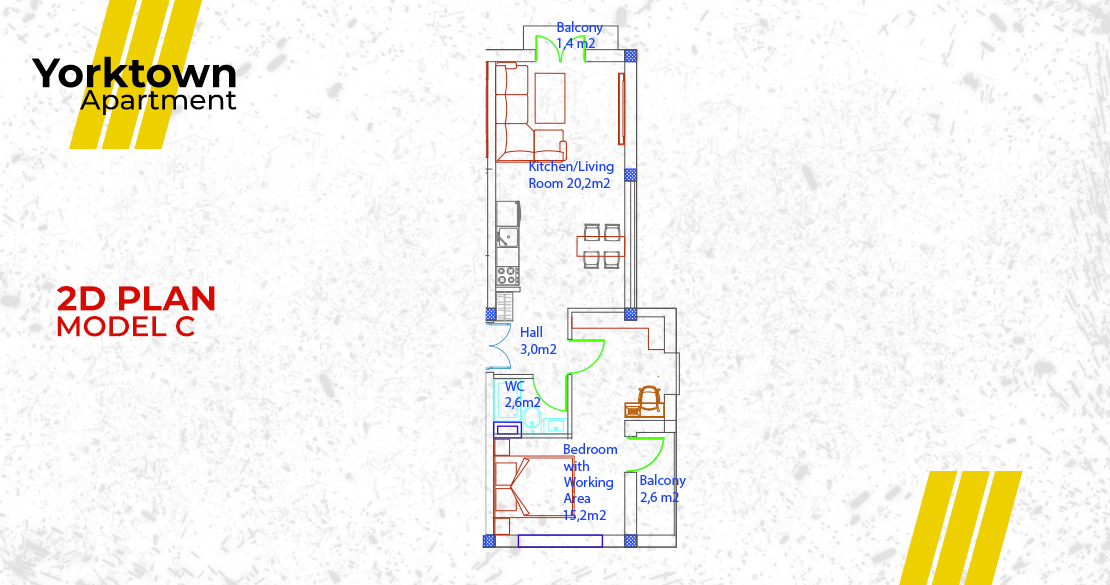 Yorktown
Apartment
2D PLAN
MODEL C
Balcony
1,4 m2
Kitchen/Living
Room 20,2m2
Hall
3,0m2
WC
2,6m2
Bedroom
with
Working
Area
15,2m2
Balcony
2,6 m2